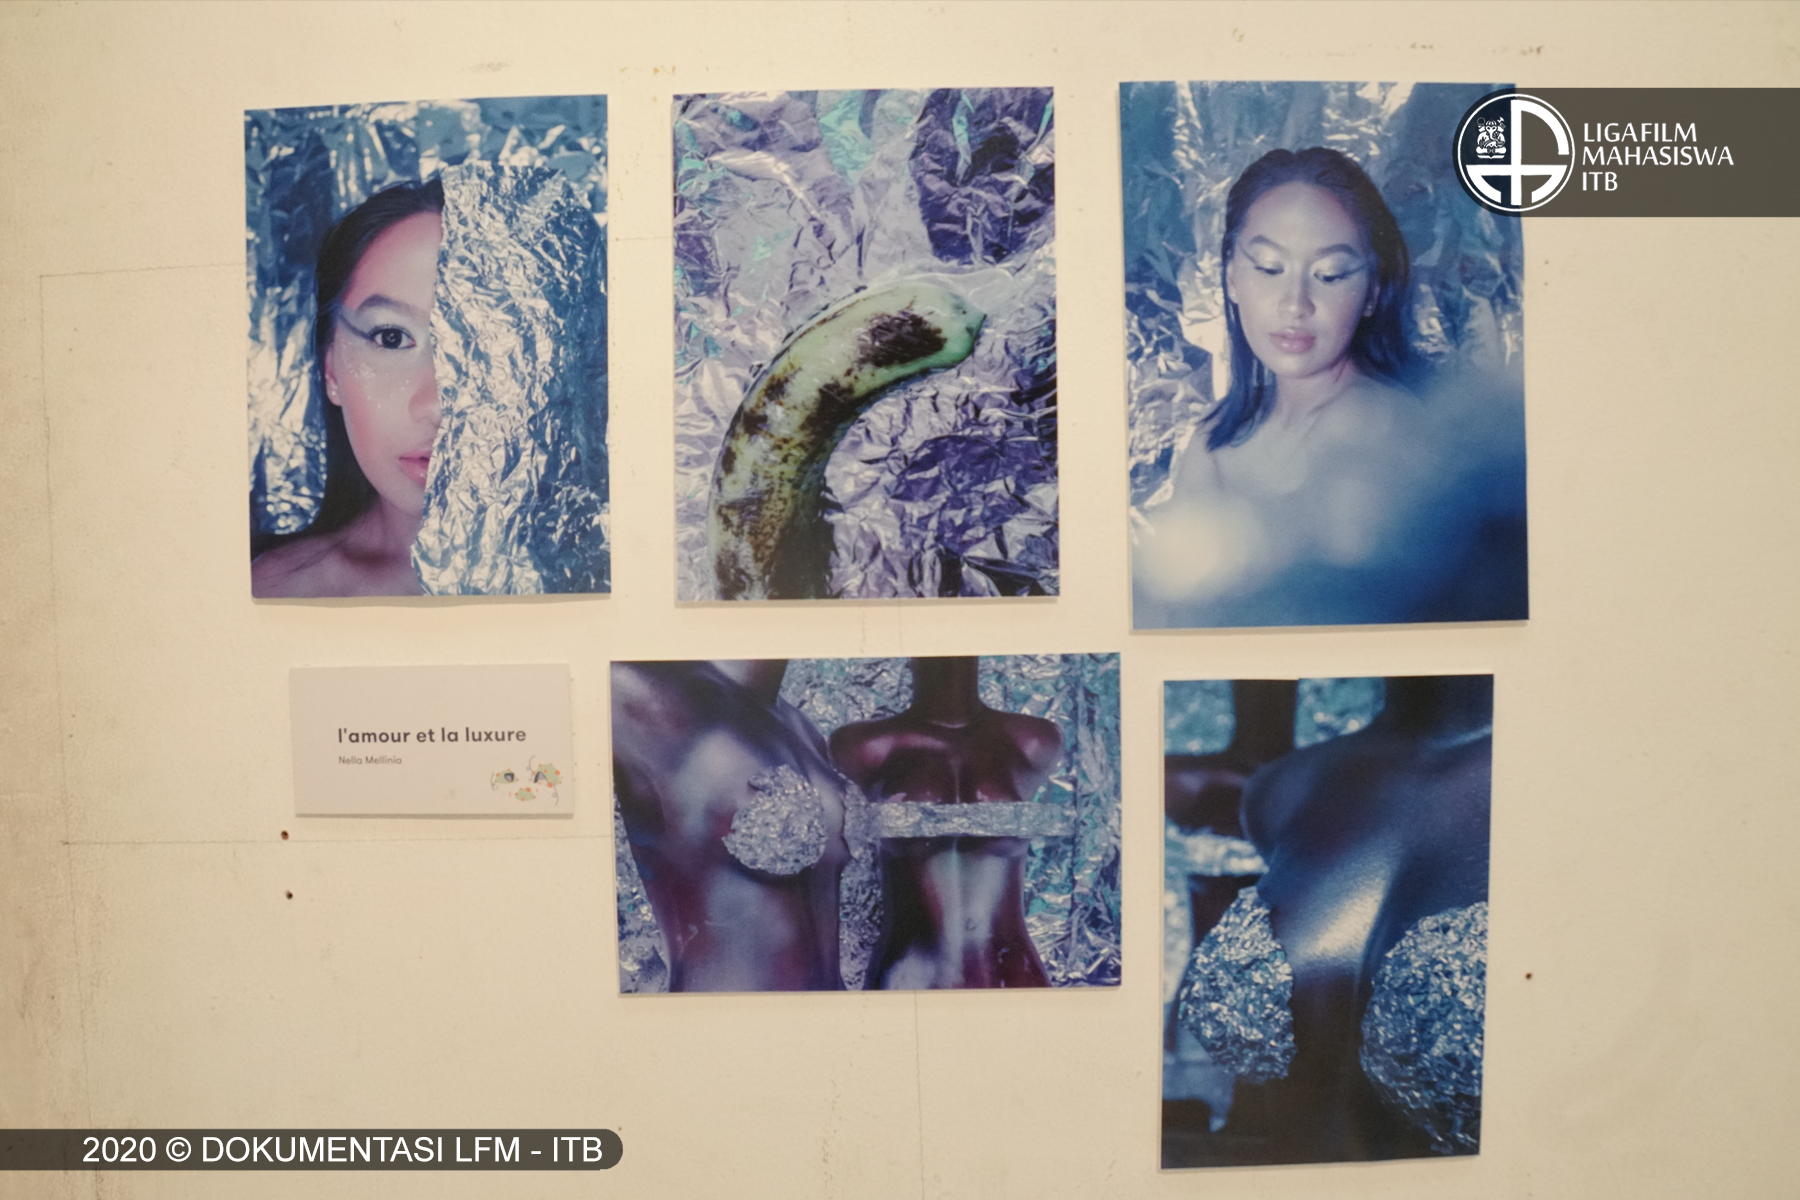 LIGAFILM
MAHASISWA
ITB
l'amour et la luxure
Nella Mellinia
2020 © DOKUMENTASI LFM - ITB